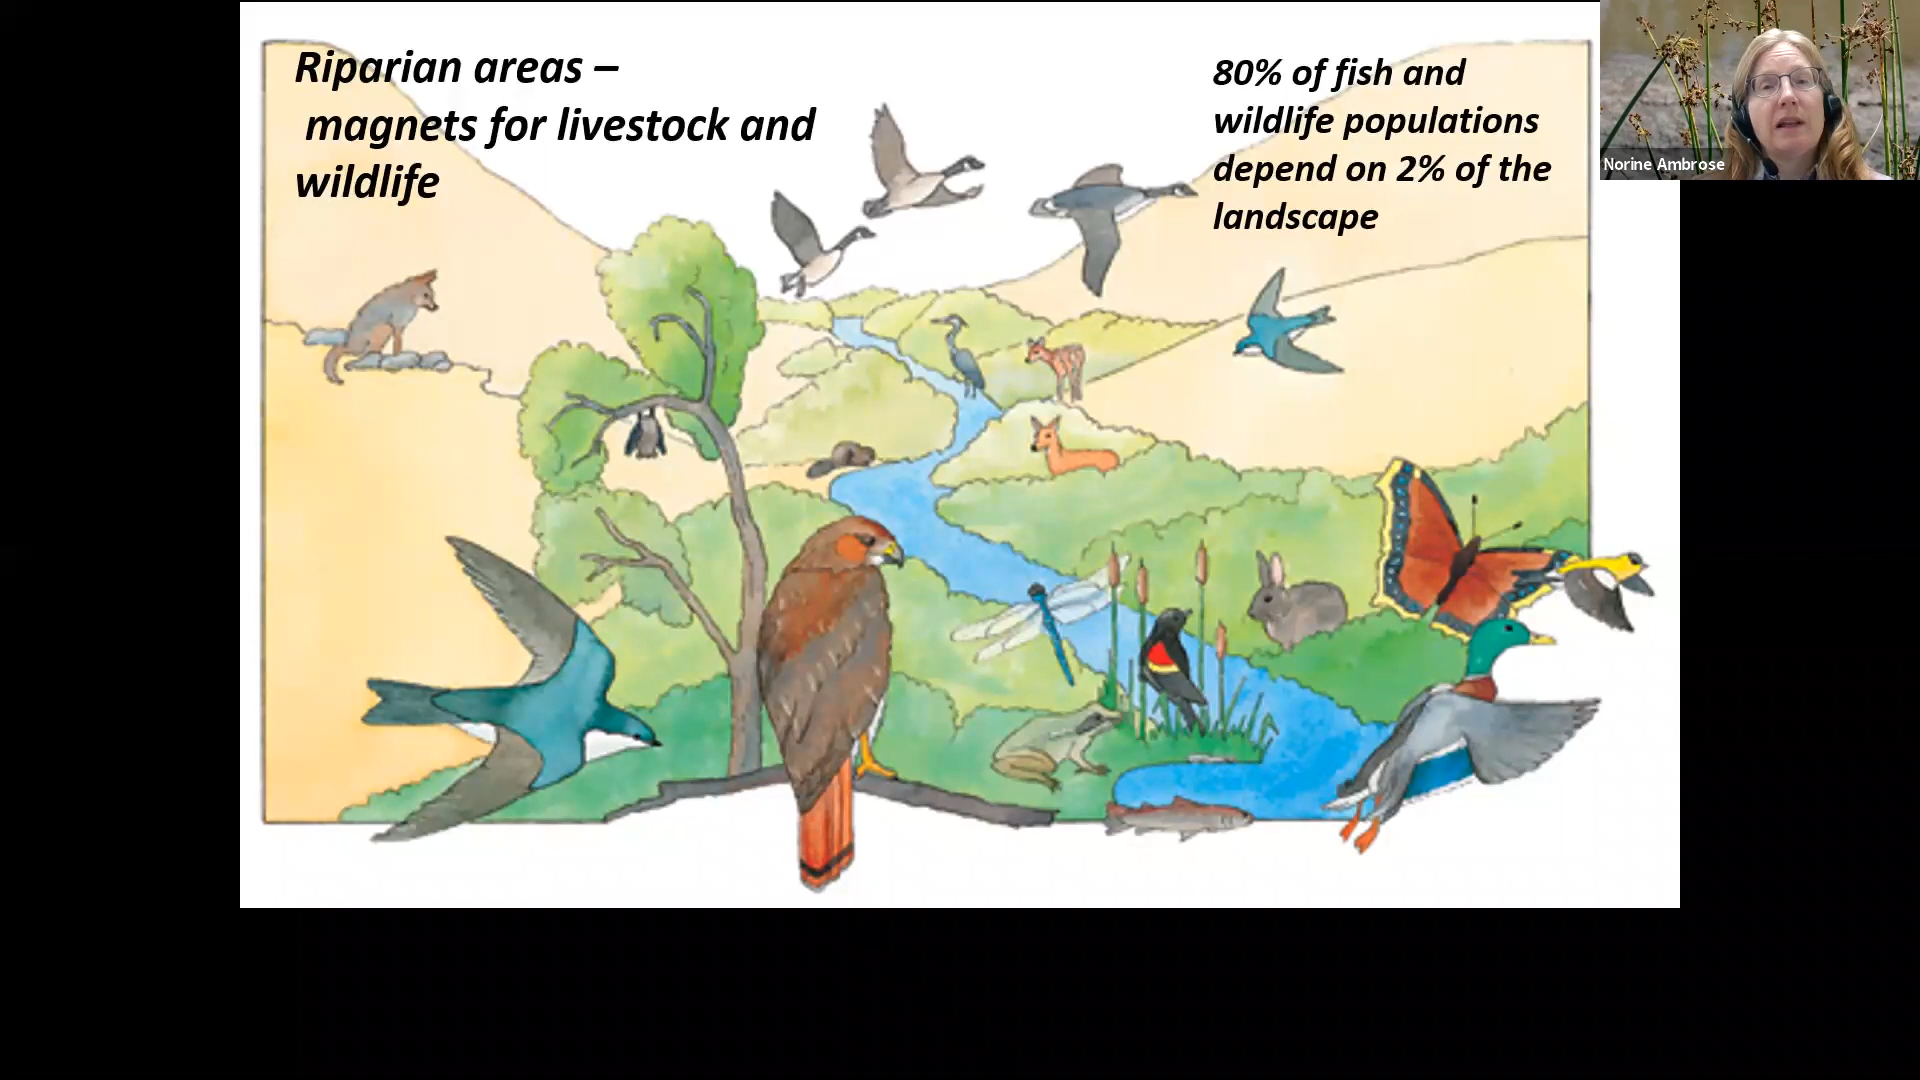 Riparian areas –
magnets for livestock and
wildlife
80% of fish and
wildlife populations
depend on 2% of the
landscape
Norine Ambrose